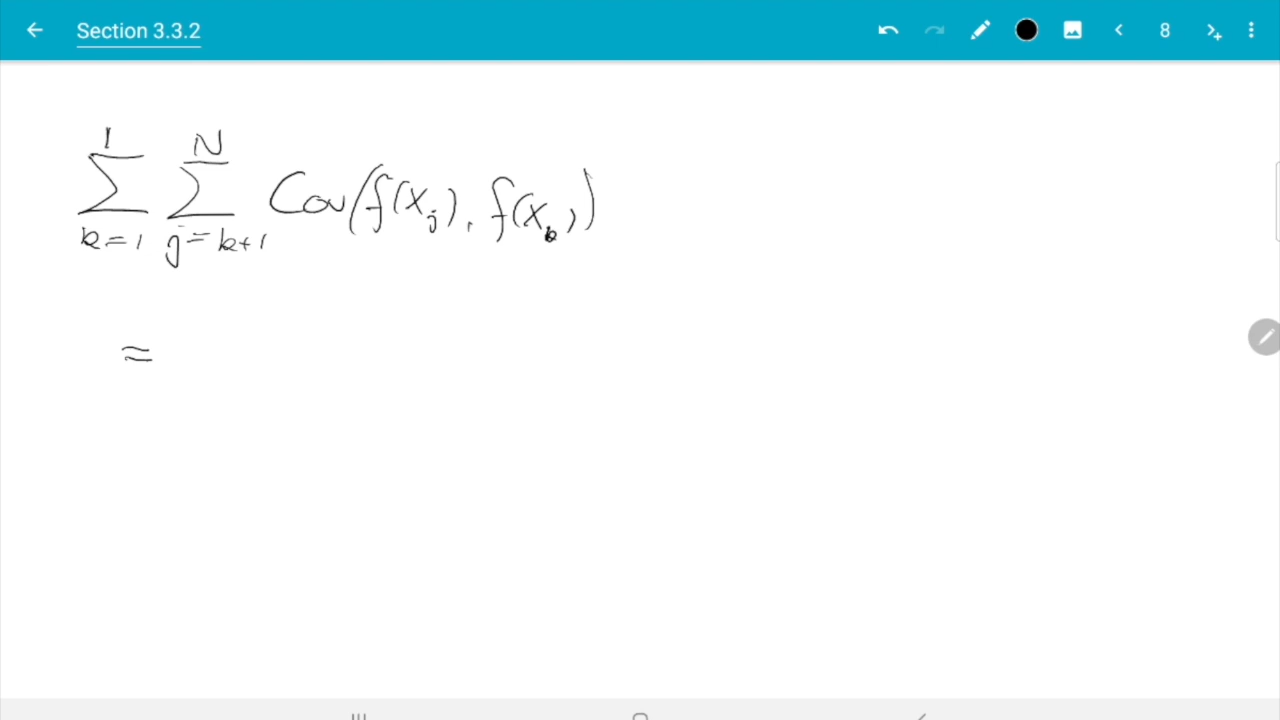 Section 3.3.2
8
1 N
∑ ∑ Cov(f(X_j), f(X_k))
k=1 j=k+1
≈